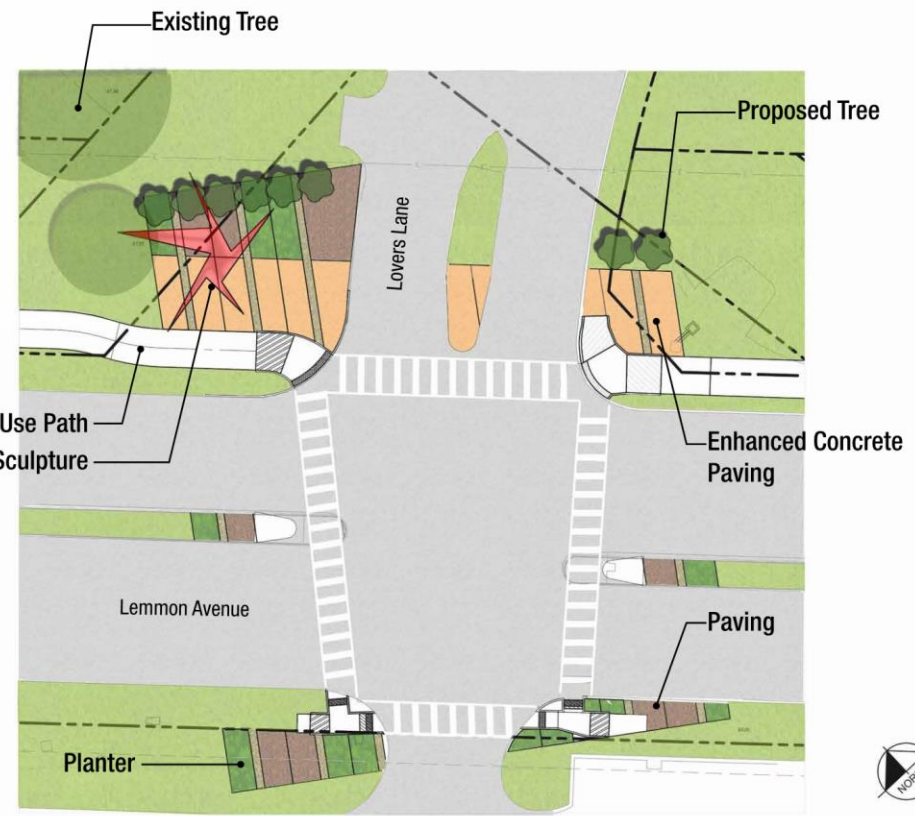 Existing Tree
Proposed Tree
Lovers Lane
Use Path
Sculpture
Enhanced Concrete
Paving
Lemmon Avenue
Paving
Planter